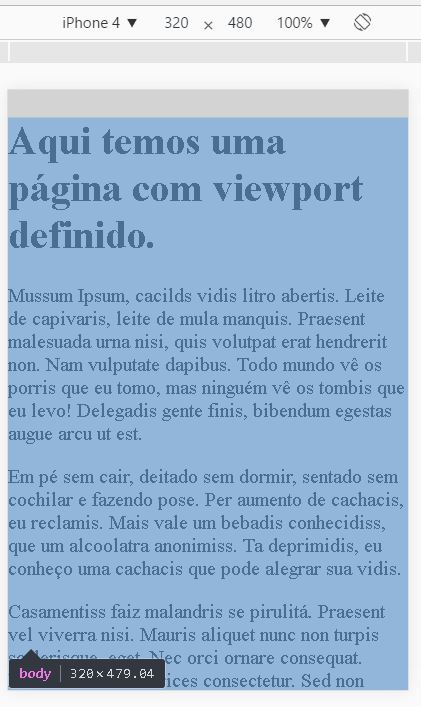 iPhone 4 ▼ 320 × 480 100% ▼
Aqui temos uma
página com viewport
definido.
Mussum Ipsum, cacilds vidis litro abertis. Leite
de capivaris, leite de mula manquis. Praesent
malesuada urna nisi, quis volutpat erat hendrerit
non. Nam vulputate dapibus. Todo mundo vê os
porris que eu tomo, mas ninguém vê os tombis que
eu levo! Delegadis gente finis, bibendum egestas
augue arcu ut est.
Em pé sem cair, deitado sem dormir, sentado sem
cochilar e fazendo pose. Per aumento de cachacis,
eu reclamis. Mais vale um bebadis conhecidiss,
que um alcoolatra anonimiss. Ta deprimidis, eu
conheço uma cachacis que pode alegrar sua vidis.
Casamentiss faiz malandris se pirulitá. Praesent
vel viverra nisi. Mauris aliquet nunc non turpis
eget. Nec orci ornare consequat.
consectetur. Sed non
body 320×479.04